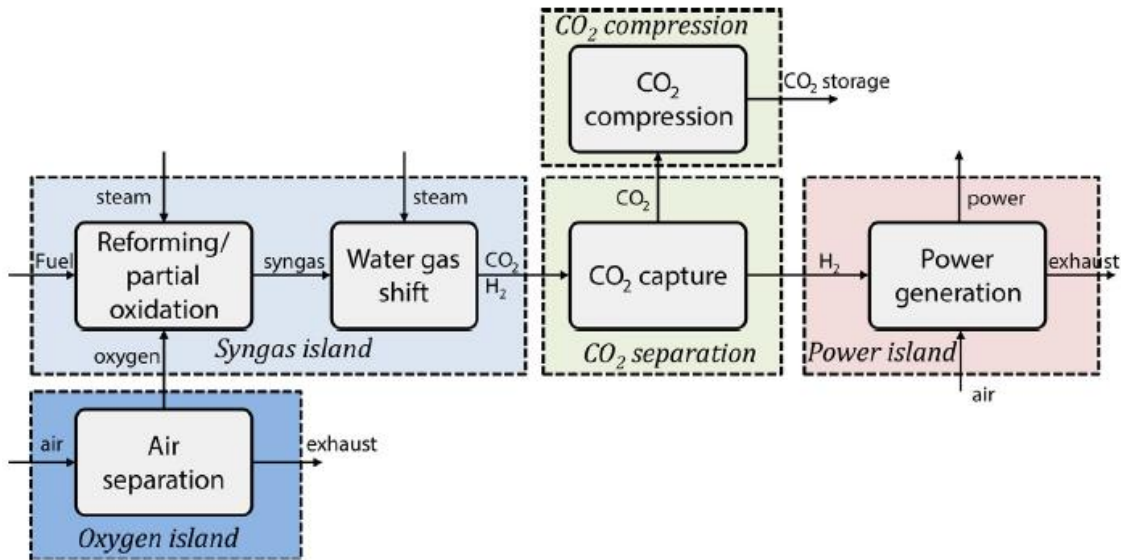 CO₂ compression
CO₂
compression
CO₂ storage
steam
steam
CO₂
power
Fuel
Reforming/
partial
oxidation
syngas
Water gas
shift
CO₂
H₂
CO₂ capture
H₂
Power
generation
exhaust
oxygen
Syngas island
CO₂ separation
Power island
air
air
Air
separation
exhaust
Oxygen island